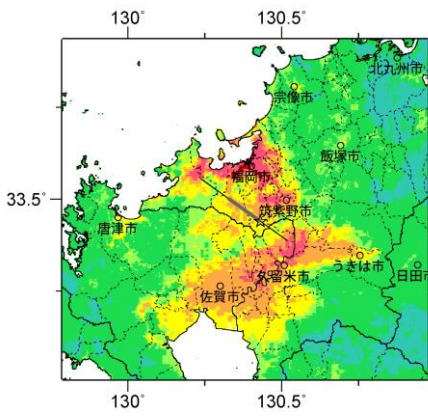 130° 130.5°
北九州市
宗像市
飯塚市
福岡市
33.5°
筑紫野市
唐津市
うきは市
久留米市
日田市
佐賀市
130° 130.5°